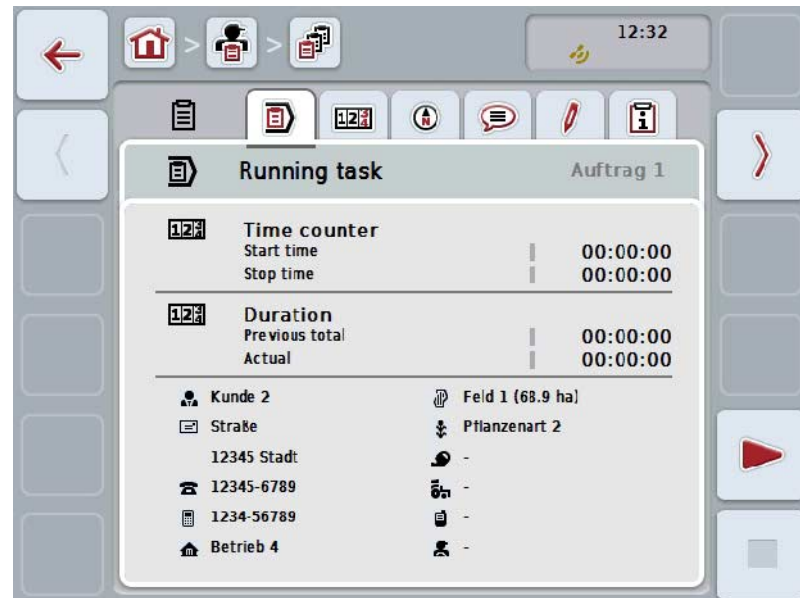 12:32
Running task Auftrag 1
Time counter
Start time 00:00:00
Stop time 00:00:00
Duration
Previous total 00:00:00
Actual 00:00:00
Kunde 2 Feld 1 (68.9 ha)
Straße Pflanzenart 2
12345 Stadt -
12345-6789 -
1234-56789 -
Betrieb 4 -